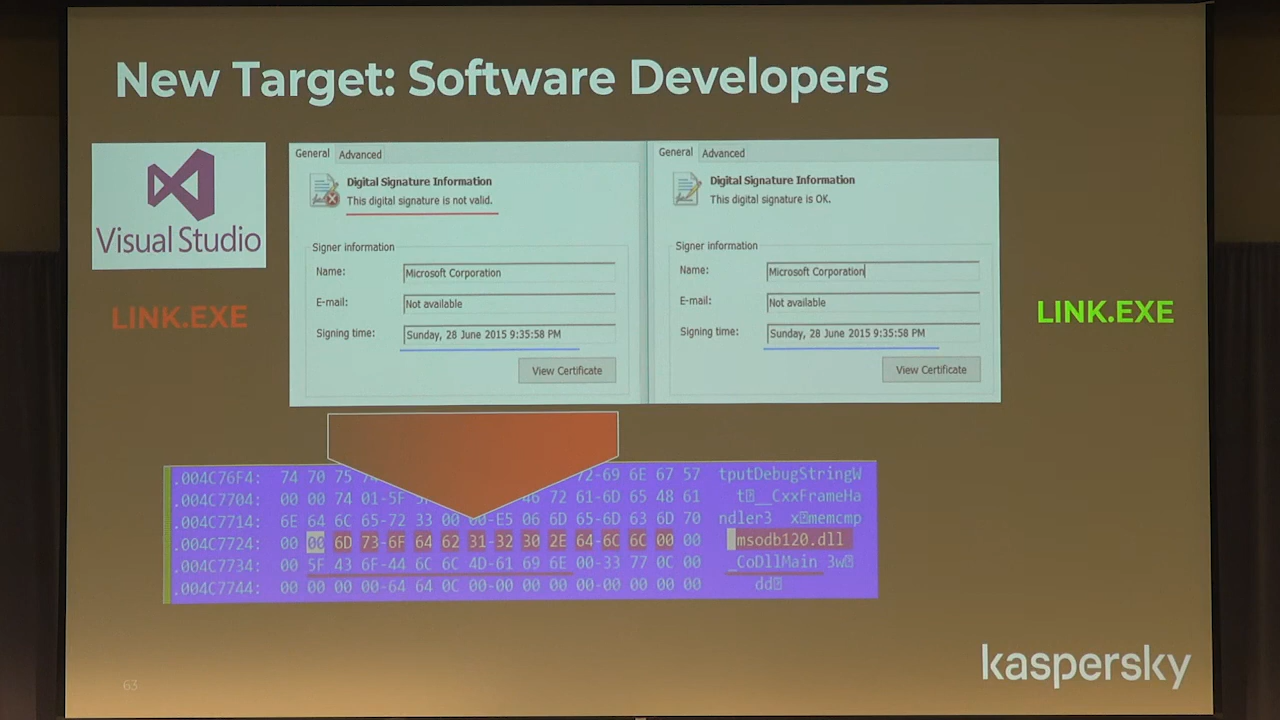 New Target: Software Developers
Visual Studio
LINK.EXE
General Advanced
Digital Signature Information
This digital signature is not valid.
Signer information
Name: Microsoft Corporation
E-mail: Not available
Signing time: Sunday, 28 June 2015 9:35:58 PM
View Certificate
General Advanced
Digital Signature Information
This digital signature is OK.
Signer information
Name: Microsoft Corporation
E-mail: Not available
Signing time: Sunday, 28 June 2015 9:35:58 PM
View Certificate
LINK.EXE
.004C76F4: 74 70 75 72-69 6E 67 57 tputDebugStringW
.004C7704: 00 00 74 01-5F 46 72 61-6D 65 48 61 t __CxxFrameHa
.004C7714: 6E 64 6C 65-72 33 00 00-E5 06 6D 65-6D 63 6D 70 ndler3 memcmp
.004C7724: 00 00 6D 73-6F 64 62 31-32 30 2E 64-6C 6C 00 00 msodb120.dll
.004C7734: 00 5F 43 6F-44 6C 6C 4D-61 69 6E 00-33 77 0C 00 _CoDllMain 3w
.004C7744: 00 00 00 00-64 64 0C 00-00 00 00 00-00 00 00 00 dd
63
kaspersky